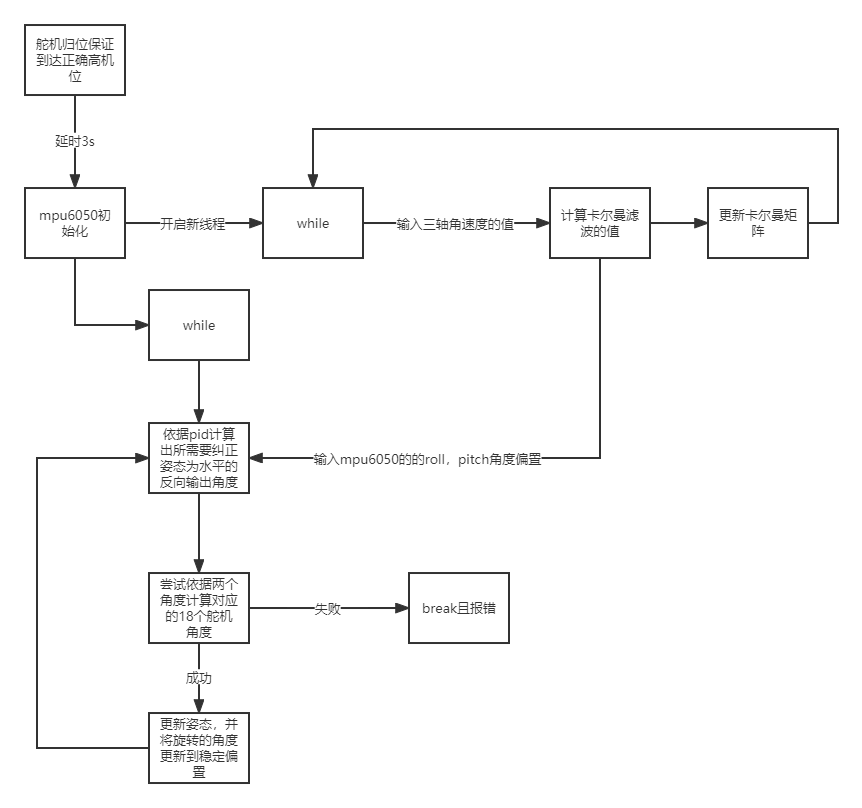 舵机归位保证
到达正确高机
位
延时3s
mpu6050初
始化
开启新线程
while
输入三轴角速度的值
计算卡尔曼滤
波的值
更新卡尔曼矩
阵
while
依据pid计算
出所需要纠正
姿态为水平的
反向输出角度
输入mpu6050的的roll，pitch角度偏置
尝试依据两个
角度计算对应
的18个舵机
角度
失败
break且报错
成功
更新姿态，并
将旋转的角度
更新到稳定偏
置